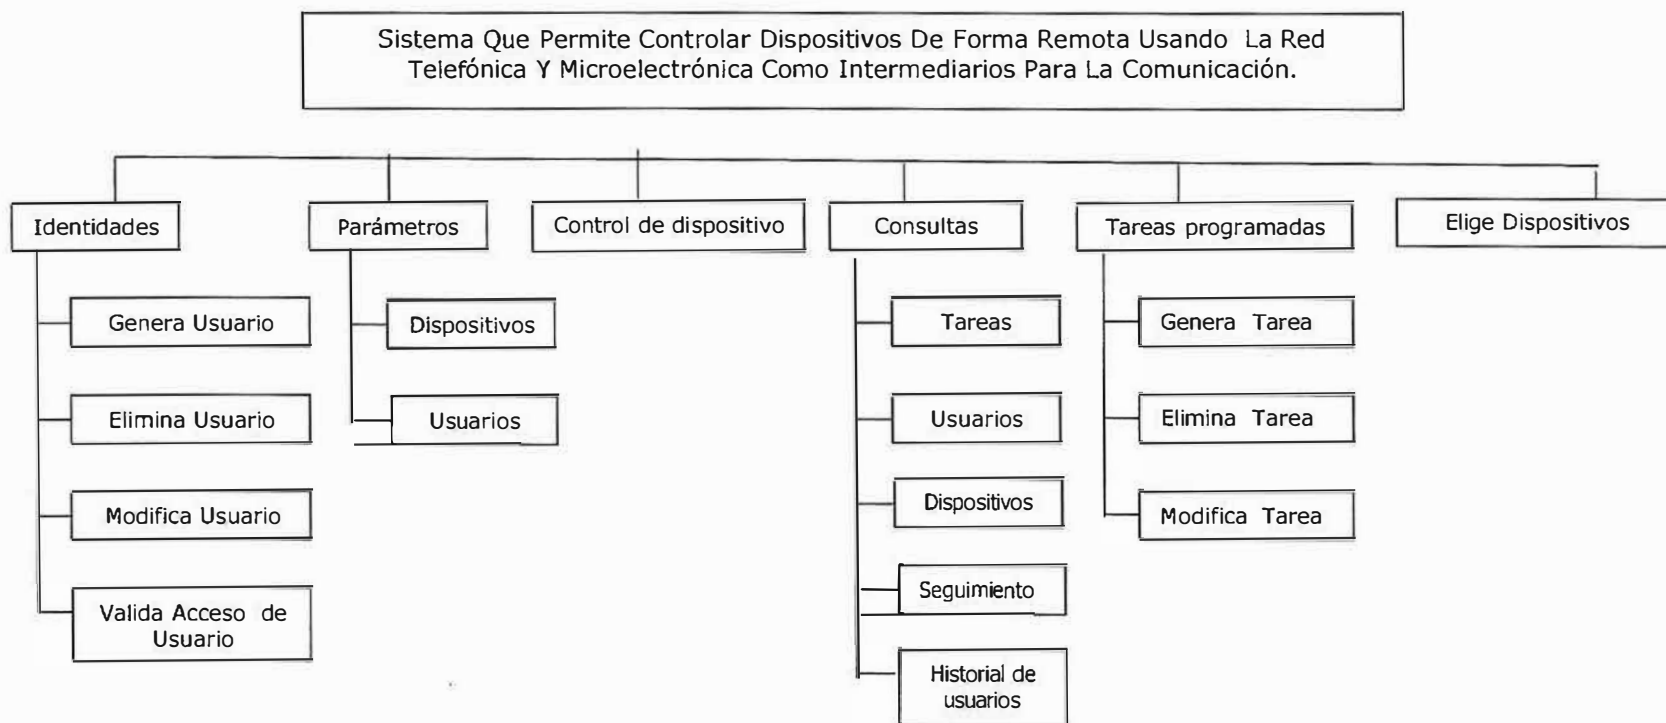 Sistema Que Permite Controlar Dispositivos De Forma Remota Usando La Red
Telefónica Y Microelectrónica Como Intermediarios Para La Comunicación.
Identidades
Parámetros
Control de dispositivo
Consultas
Tareas programadas
Elige Dispositivos
Genera Usuario
Elimina Usuario
Modifica Usuario
Valida Acceso de
Usuario
Dispositivos
Usuarios
Tareas
Usuarios
Dispositivos
Seguimiento
Historial de
usuarios
Genera Tarea
Elimina Tarea
Modifica Tarea